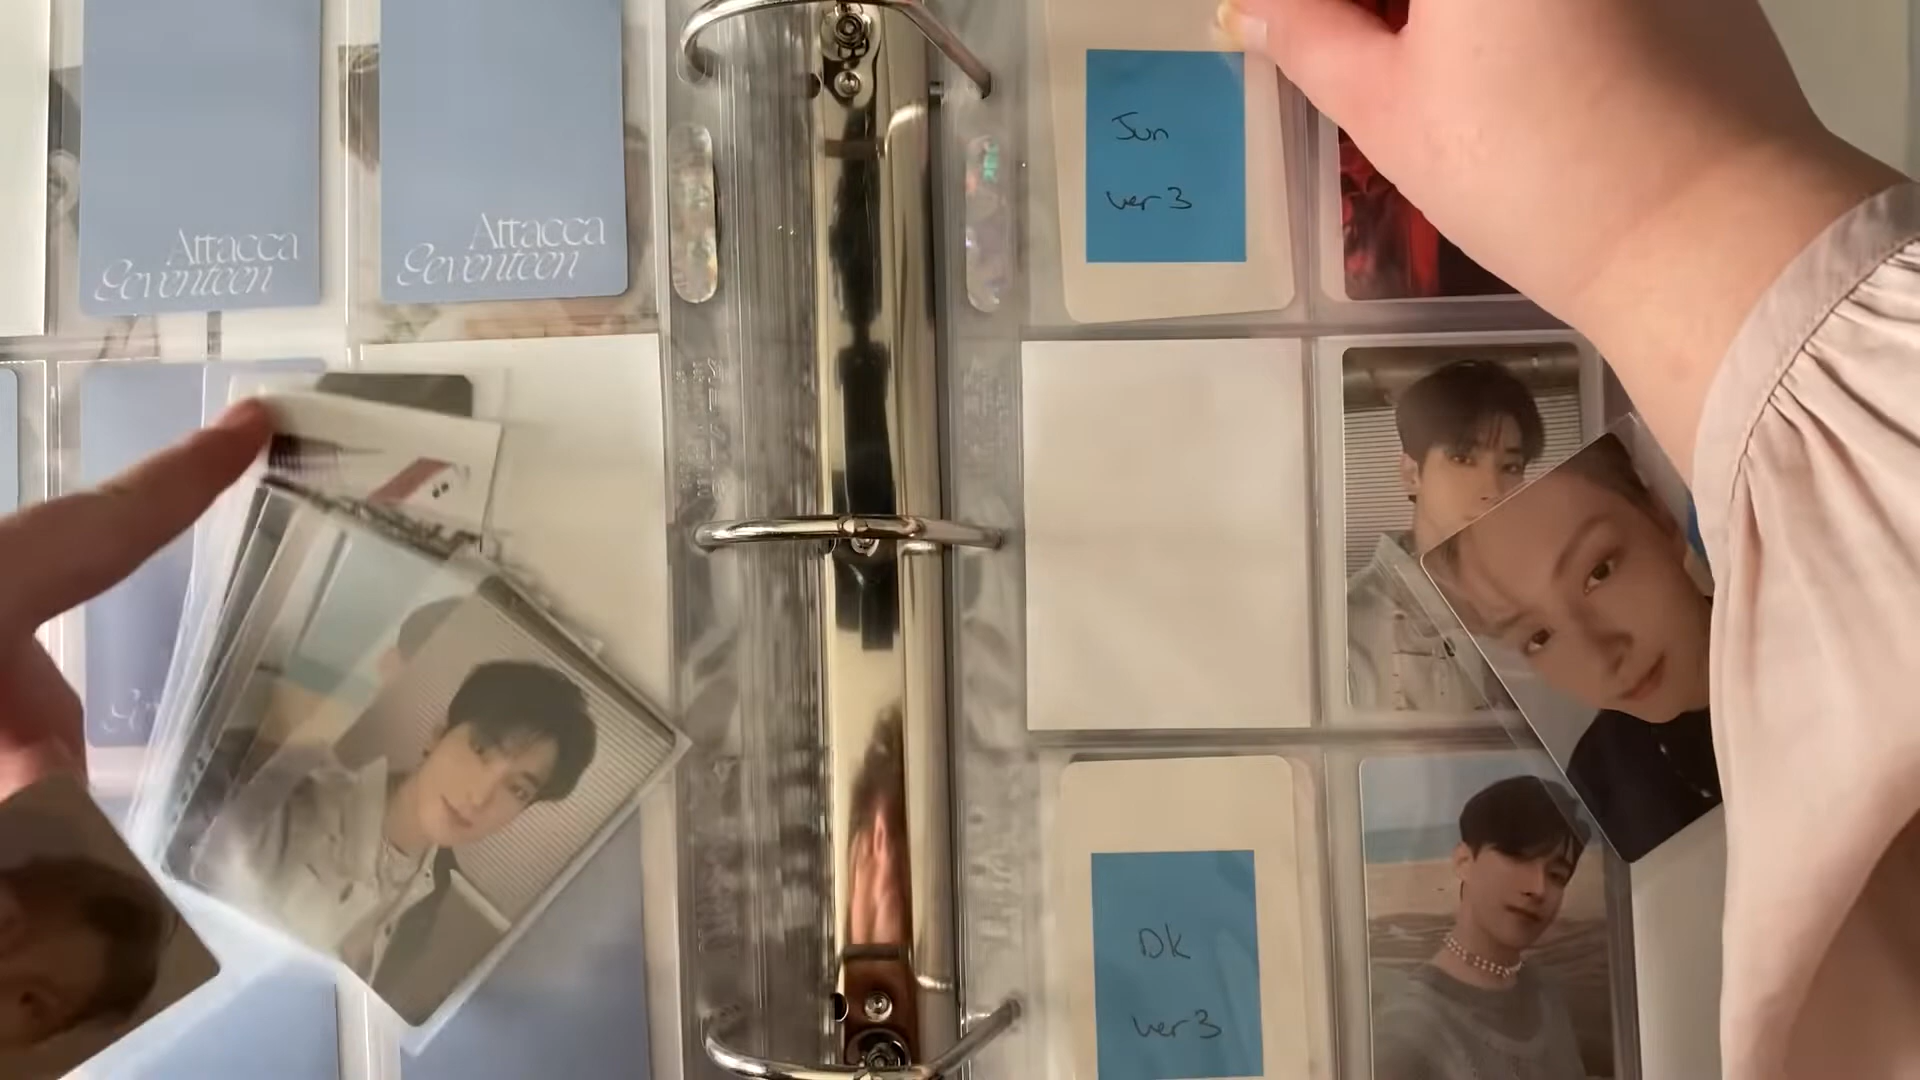 Attacca
Seventeen
Attacca
Seventeen
Jun
ver 3
DK
ver 3